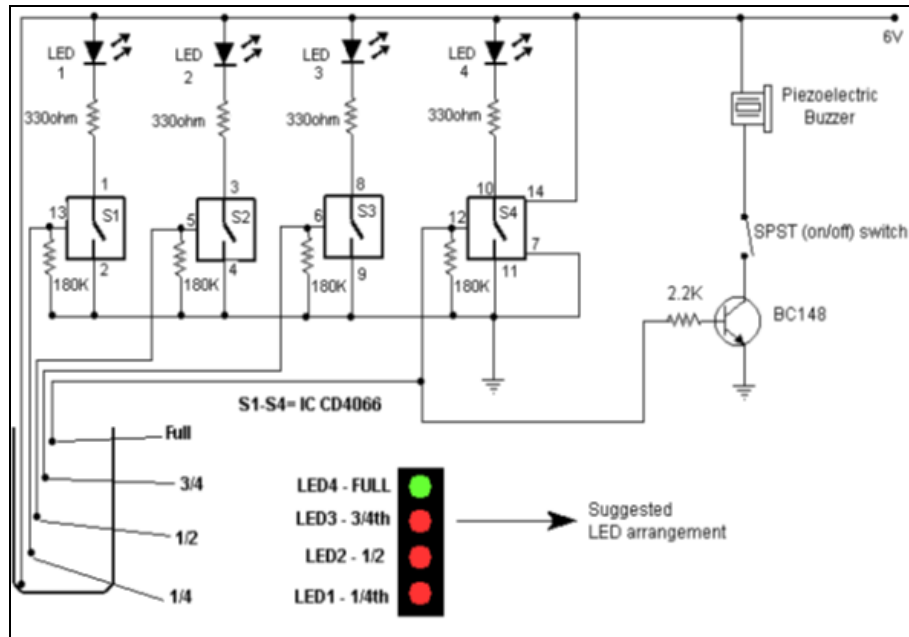 6V
LED
1
LED
2
LED
3
LED
4
330ohm
330ohm
330ohm
330ohm
Piezoelectric
Buzzer
1
3
8
10
14
13
S1
5
S2
6
S3
12
S4
7
2
4
9
11
180K
180K
180K
180K
SPST (on/off) switch
2.2K
BC148
S1-S4= IC CD4066
Full
3/4
1/2
1/4
LED4 - FULL
LED3 - 3/4th
LED2 - 1/2
LED1 - 1/4th
Suggested
LED arrangement